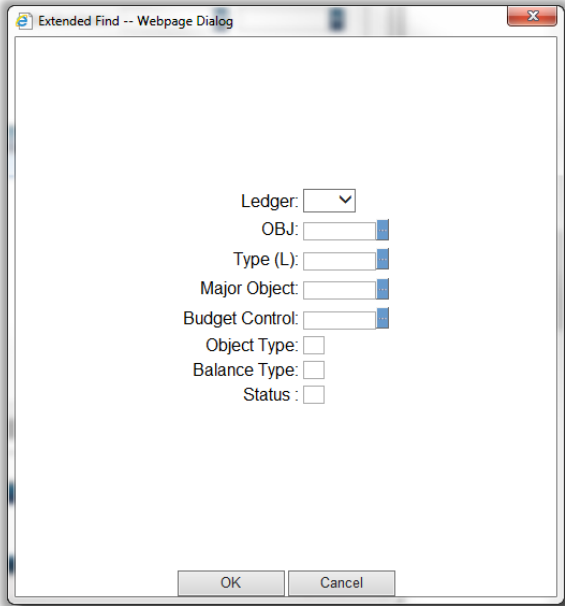 Extended Find -- Webpage Dialog
Ledger:
OBJ:
Type (L):
Major Object:
Budget Control:
Object Type:
Balance Type:
Status :
OK Cancel